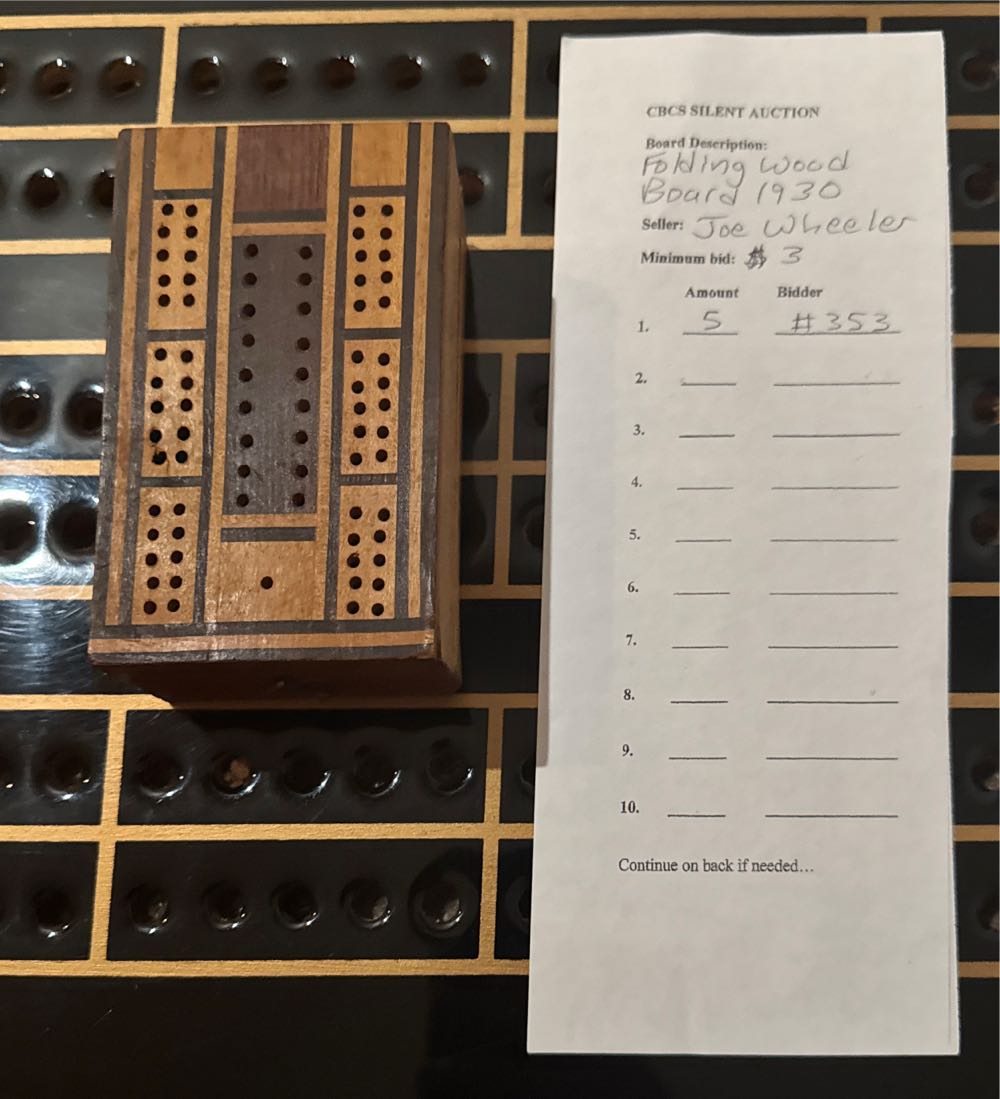 CBCS SILENT AUCTION
Board Description:
Folding Wood
Board 1930
Seller: Joe Wheeler
Minimum bid: $ 3
Amount Bidder
1. 5 #353
2.
3.
4.
5.
6.
7.
8.
9.
10.
Continue on back if needed...